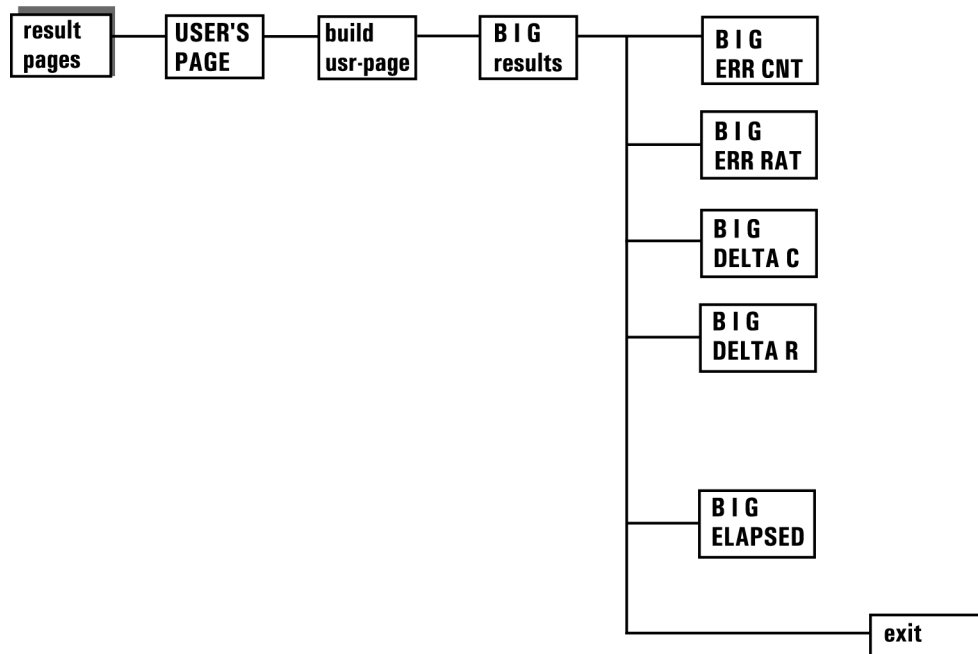 result
pages
USER'S
PAGE
build
usr-page
B I G
results
B I G
ERR CNT
B I G
ERR RAT
B I G
DELTA C
B I G
DELTA R
B I G
ELAPSED
exit